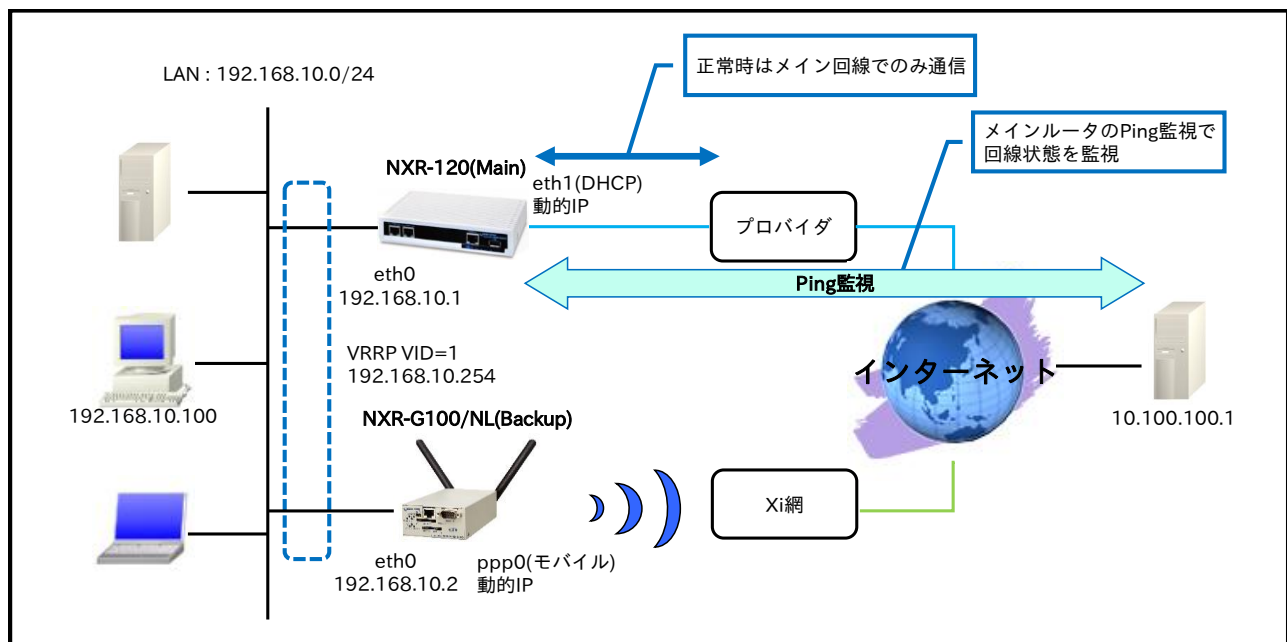 LAN : 192.168.10.0/24
正常時はメイン回線でのみ通信
メインルータのPing監視で
回線状態を監視
NXR-120(Main)
eth1(DHCP)
動的IP
プロバイダ
eth0
192.168.10.1
Ping監視
VRRP VID=1
192.168.10.254
インターネット
192.168.10.100
10.100.100.1
NXR-G100/NL(Backup)
Xi網
eth0
192.168.10.2
ppp0(モバイル)
動的IP